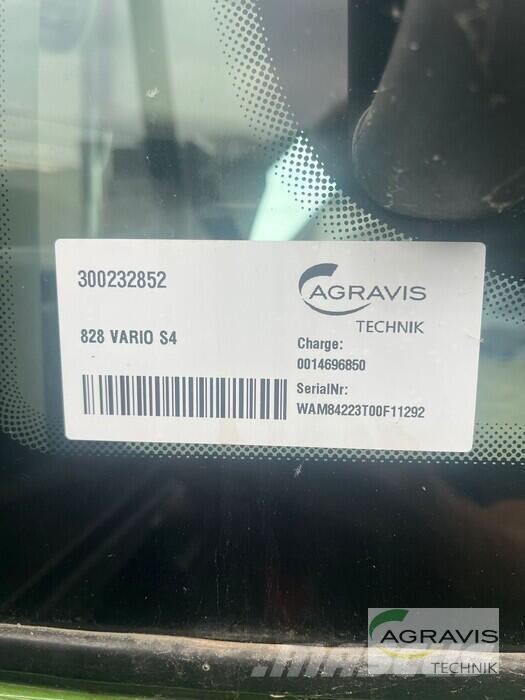 300232852
AGRAVIS
TECHNIK
828 VARIO S4
Charge:
0014696850
SerialNr:
WAM84223T00F11292
AGRAVIS
TECHNIK